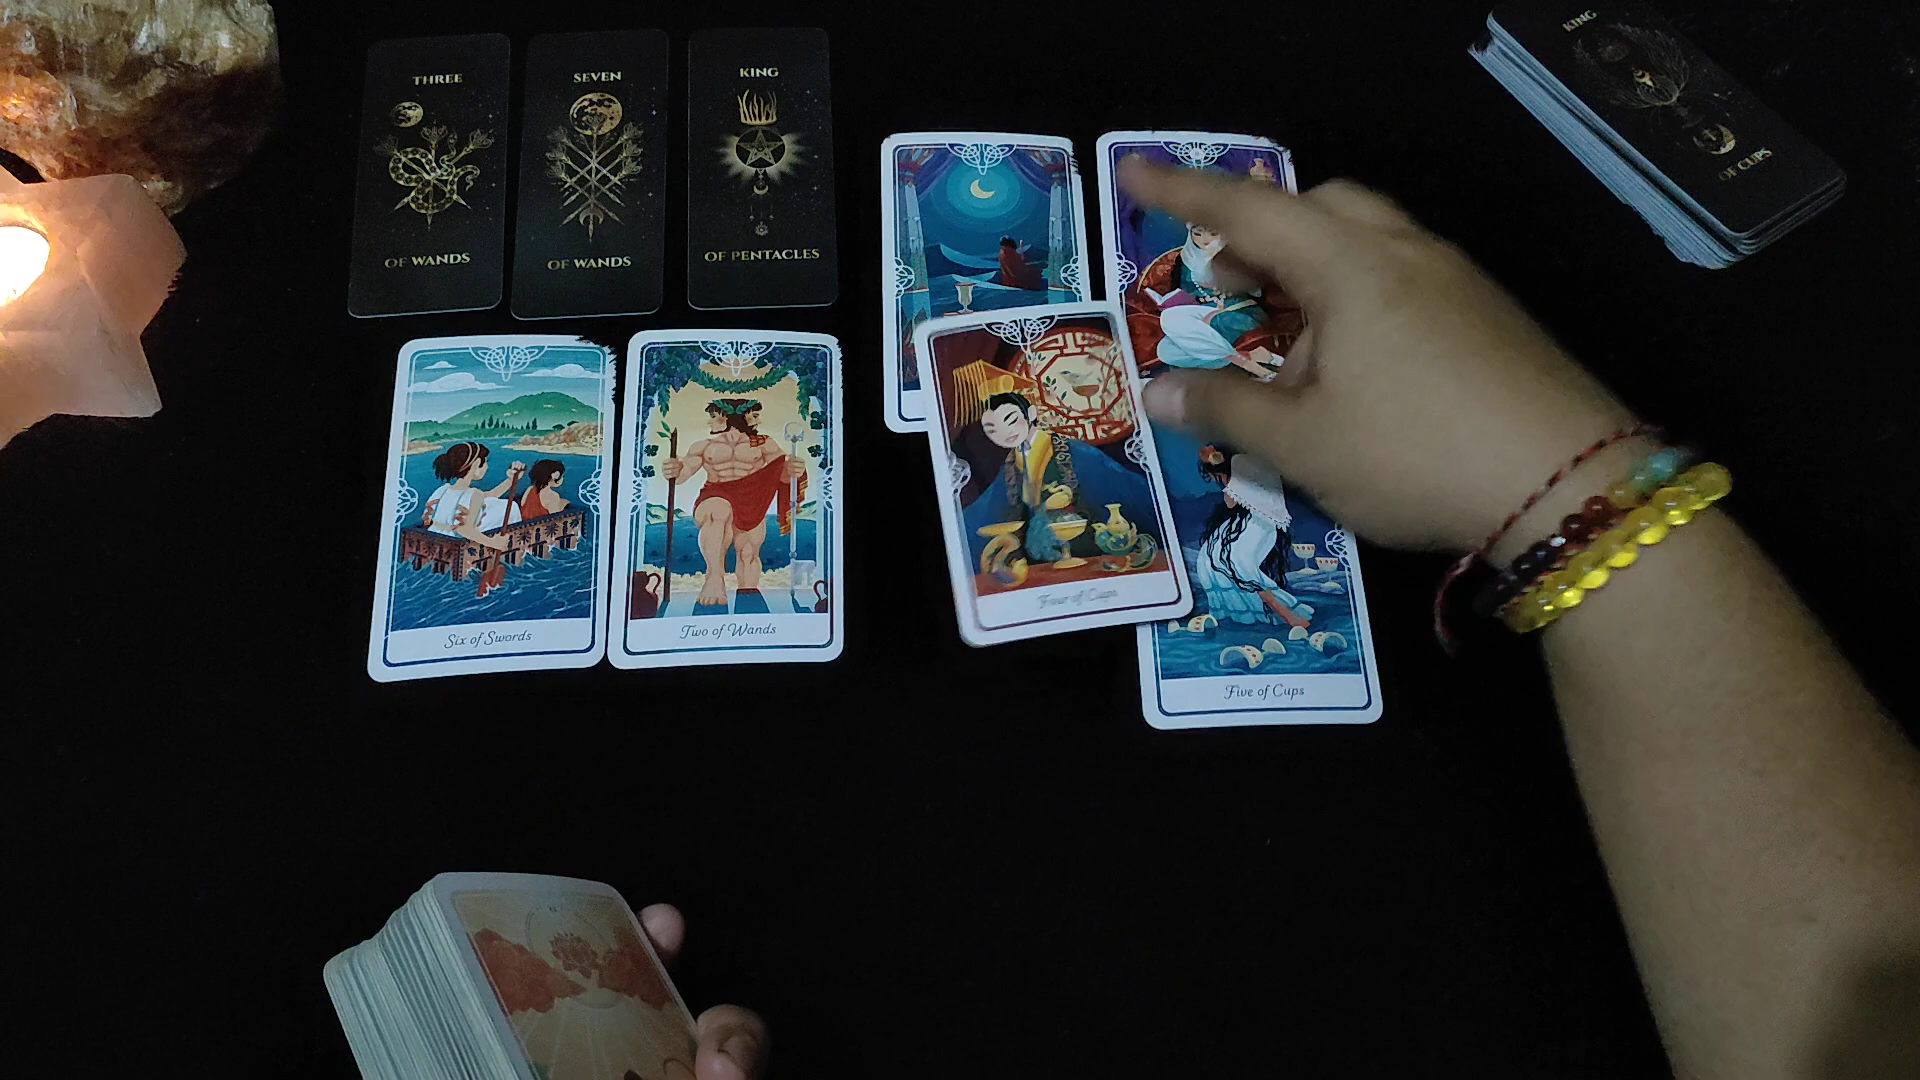 THREE
OF WANDS
SEVEN
OF WANDS
KING
OF PENTACLES
KING
OF CUPS
Six of Swords
Two of Wands
Four of Cups
Five of Cups